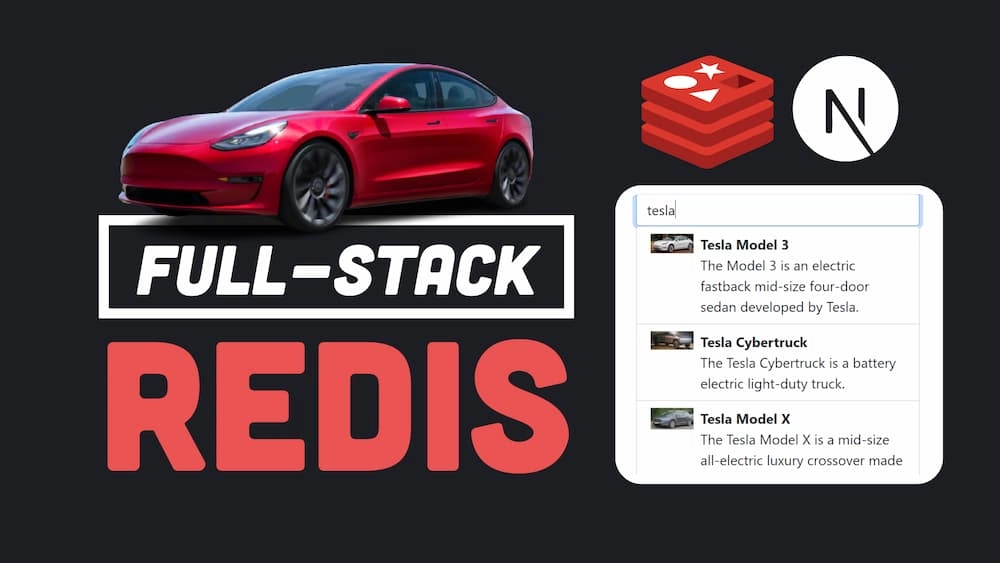 FULL-STACK
REDIS
N
tesla
Tesla Model 3
The Model 3 is an electric
fastback mid-size four-door
sedan developed by Tesla.
Tesla Cybertruck
The Tesla Cybertruck is a battery
electric light-duty truck.
Tesla Model X
The Tesla Model X is a mid-size
all-electric luxury crossover made